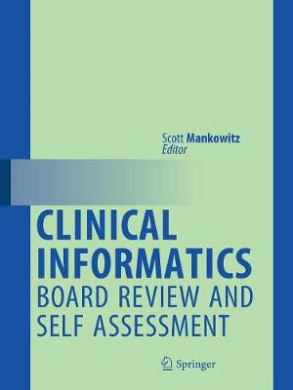 Scott Mankowitz
Editor
CLINICAL
INFORMATICS
BOARD REVIEW AND
SELF ASSESSMENT
Springer